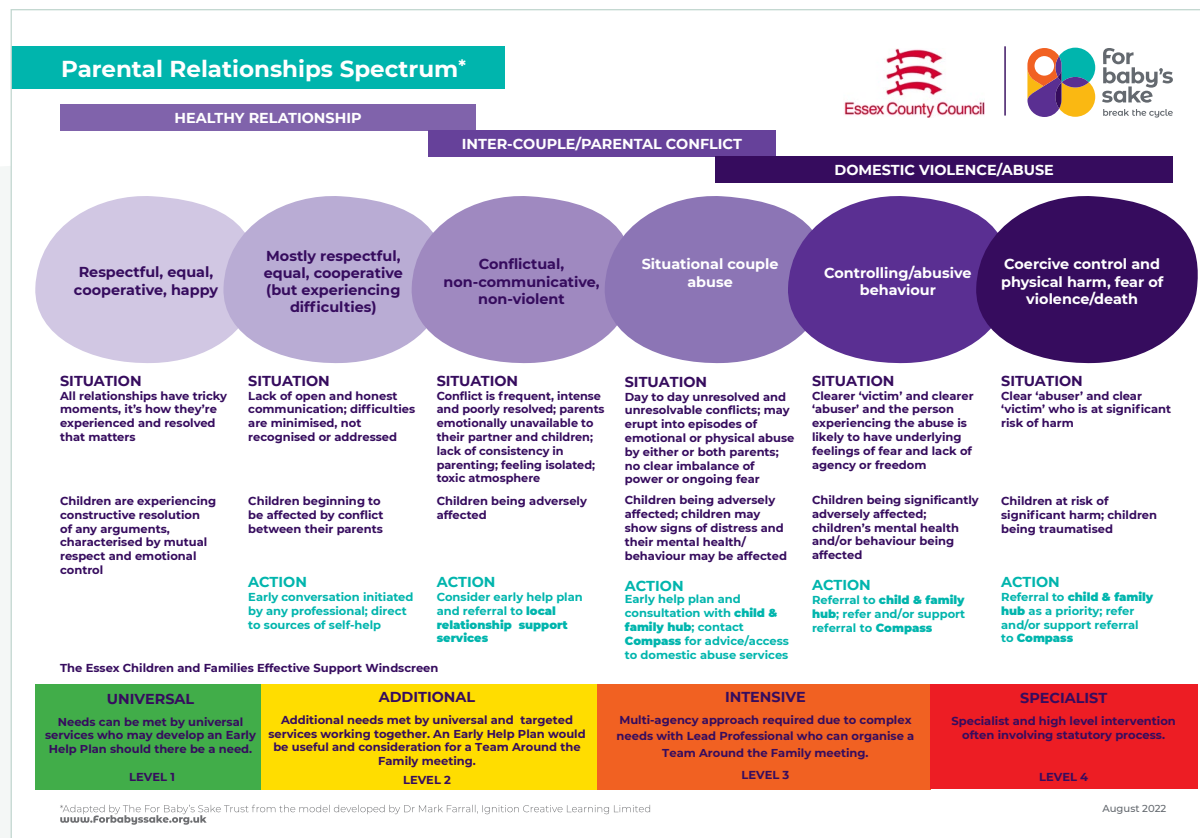 Parental Relationships Spectrum*
Essex County Council
for
baby's
sake
break the cycle
HEALTHY RELATIONSHIP
INTER-COUPLE/PARENTAL CONFLICT
DOMESTIC VIOLENCE/ABUSE
Respectful, equal,
cooperative, happy
Mostly respectful,
equal, cooperative
(but experiencing
difficulties)
Conflictual,
non-communicative,
non-violent
Situational couple
abuse
Controlling/abusive
behaviour
Coercive control and
physical harm, fear of
violence/death
SITUATION
All relationships have tricky
moments, it's how they're
experienced and resolved
that matters
Children are experiencing
constructive resolution
of any arguments,
characterised by mutual
respect and emotional
control
SITUATION
Lack of open and honest
communication; difficulties
are minimised, not
recognised or addressed
Children beginning to
be affected by conflict
between their parents
ACTION
Early conversation initiated
by any professional; direct
to sources of self-help
SITUATION
Conflict is frequent, intense
and poorly resolved; parents
emotionally unavailable to
their partner and children;
lack of consistency in
parenting; feeling isolated;
toxic atmosphere
Children being adversely
affected
ACTION
Consider early help plan
and referral to local
relationship support
services
SITUATION
Day to day unresolved and
unresolvable conflicts; may
erupt into episodes of
emotional or physical abuse
by either or both parents;
no clear imbalance of
power or ongoing fear
Children being adversely
affected; children may
show signs of distress and
their mental health/
behaviour may be affected
ACTION
Early help plan and
consultation with child &
family hub; contact
Compass for advice/access
to domestic abuse services
SITUATION
Clearer 'victim' and clearer
'abuser' and the person
experiencing the abuse is
likely to have underlying
feelings of fear and lack of
agency or freedom
Children being significantly
adversely affected;
children's mental health
and/or behaviour being
affected
ACTION
Referral to child & family
hub; refer and/or support
referral to Compass
SITUATION
Clear 'abuser' and clear
'victim' who is at significant
risk of harm
Children at risk of
significant harm; children
being traumatised
ACTION
Referral to child & family
hub as a priority; refer
and/or support referral
to Compass
The Essex Children and Families Effective Support Windscreen
UNIVERSAL
Needs can be met by universal
services who may develop an Early
Help Plan should there be a need.
LEVEL 1
ADDITIONAL
Additional needs met by universal and targeted
services working together. An Early Help Plan would
be useful and consideration for a Team Around the
Family meeting.
LEVEL 2
INTENSIVE
Multi-agency approach required due to complex
needs with Lead Professional who can organise a
Team Around the Family meeting.
LEVEL 3
SPECIALIST
Specialist and high level intervention
often involving statutory process.
LEVEL 4
*Adapted by The For Baby's Sake Trust from the model developed by Dr Mark Farrall, Ignition Creative Learning Limited
www.Forbabyssake.org.uk
August 2022